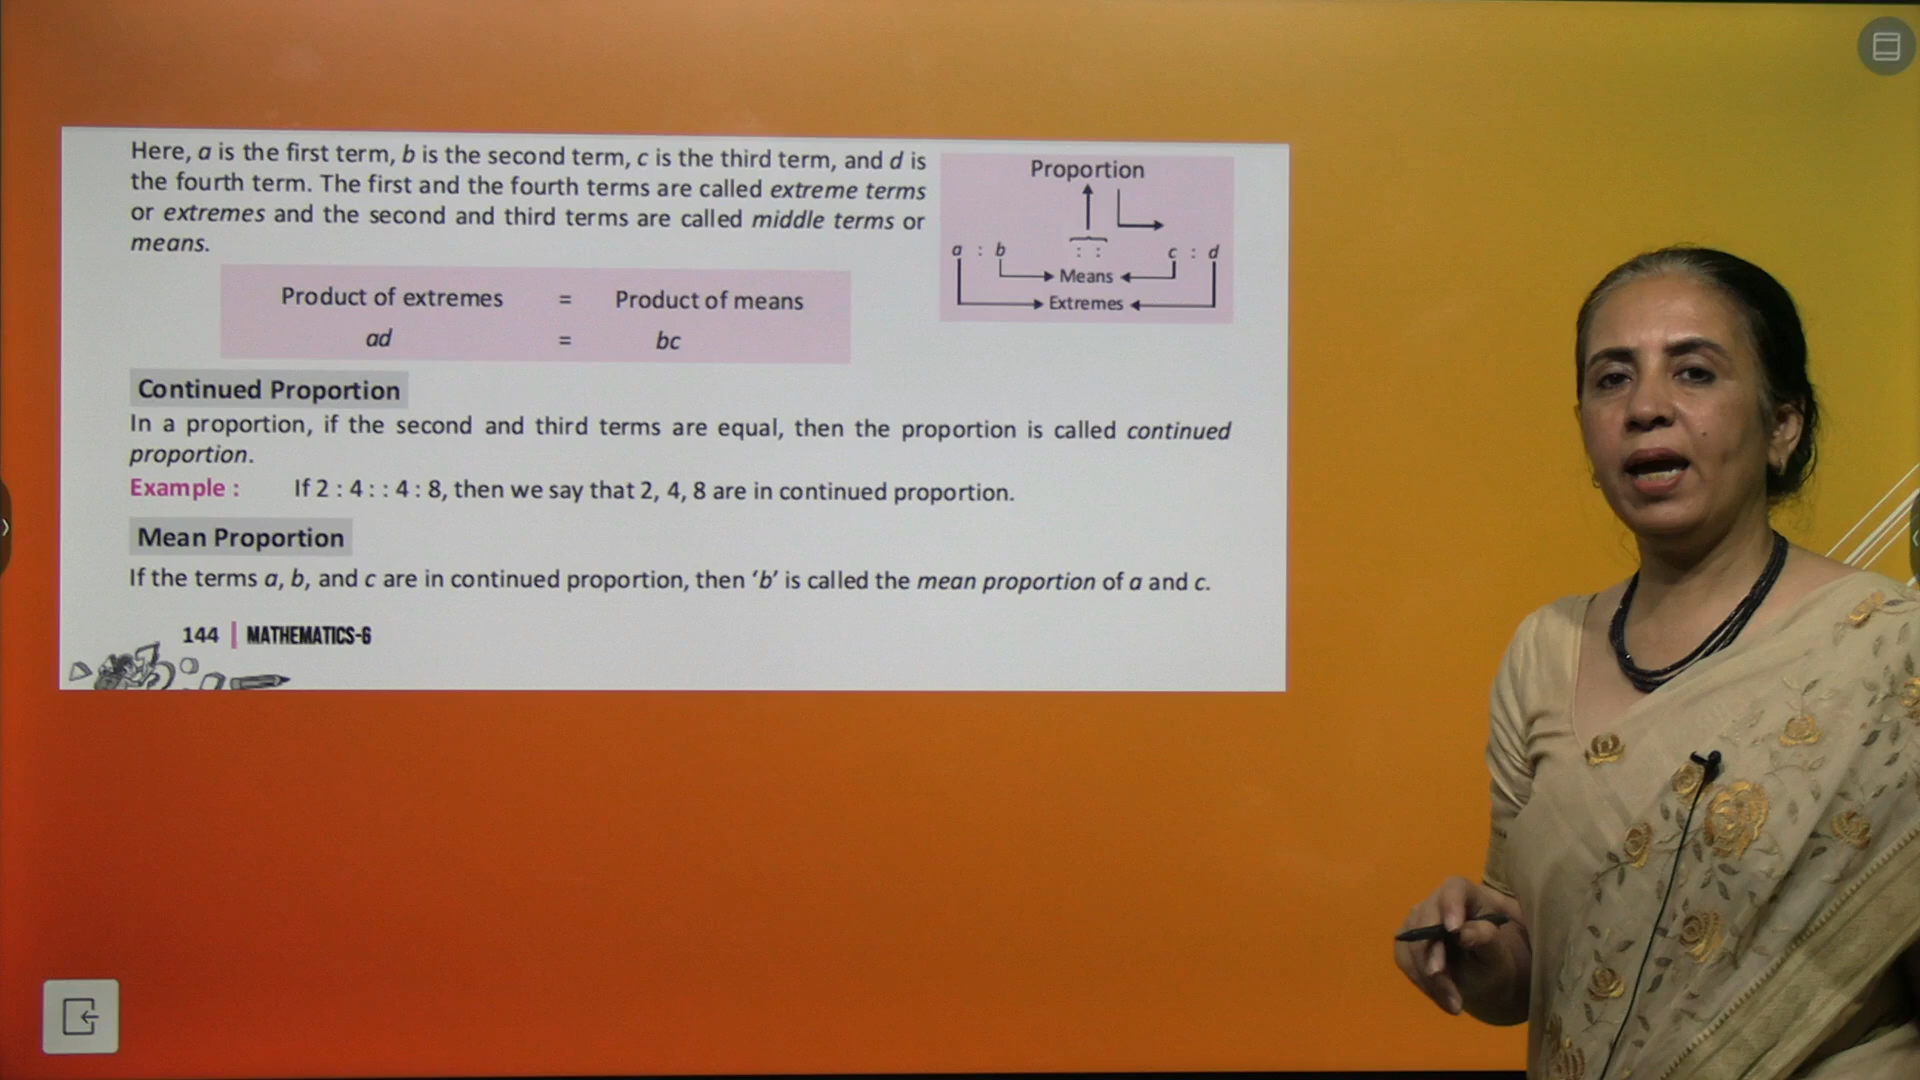 Here, a is the first term, b is the second term, c is the third term, and d is
the fourth term. The first and the fourth terms are called extreme terms
or extremes and the second and third terms are called middle terms or
means.
Proportion
a : b : : c : d
Means
Extremes
Product of extremes = Product of means
ad = bc
Continued Proportion
In a proportion, if the second and third terms are equal, then the proportion is called continued
proportion.
Example : If 2 : 4 : : 4 : 8, then we say that 2, 4, 8 are in continued proportion.
Mean Proportion
If the terms a, b, and c are in continued proportion, then ‘b’ is called the mean proportion of a and c.
144 | MATHEMATICS-6